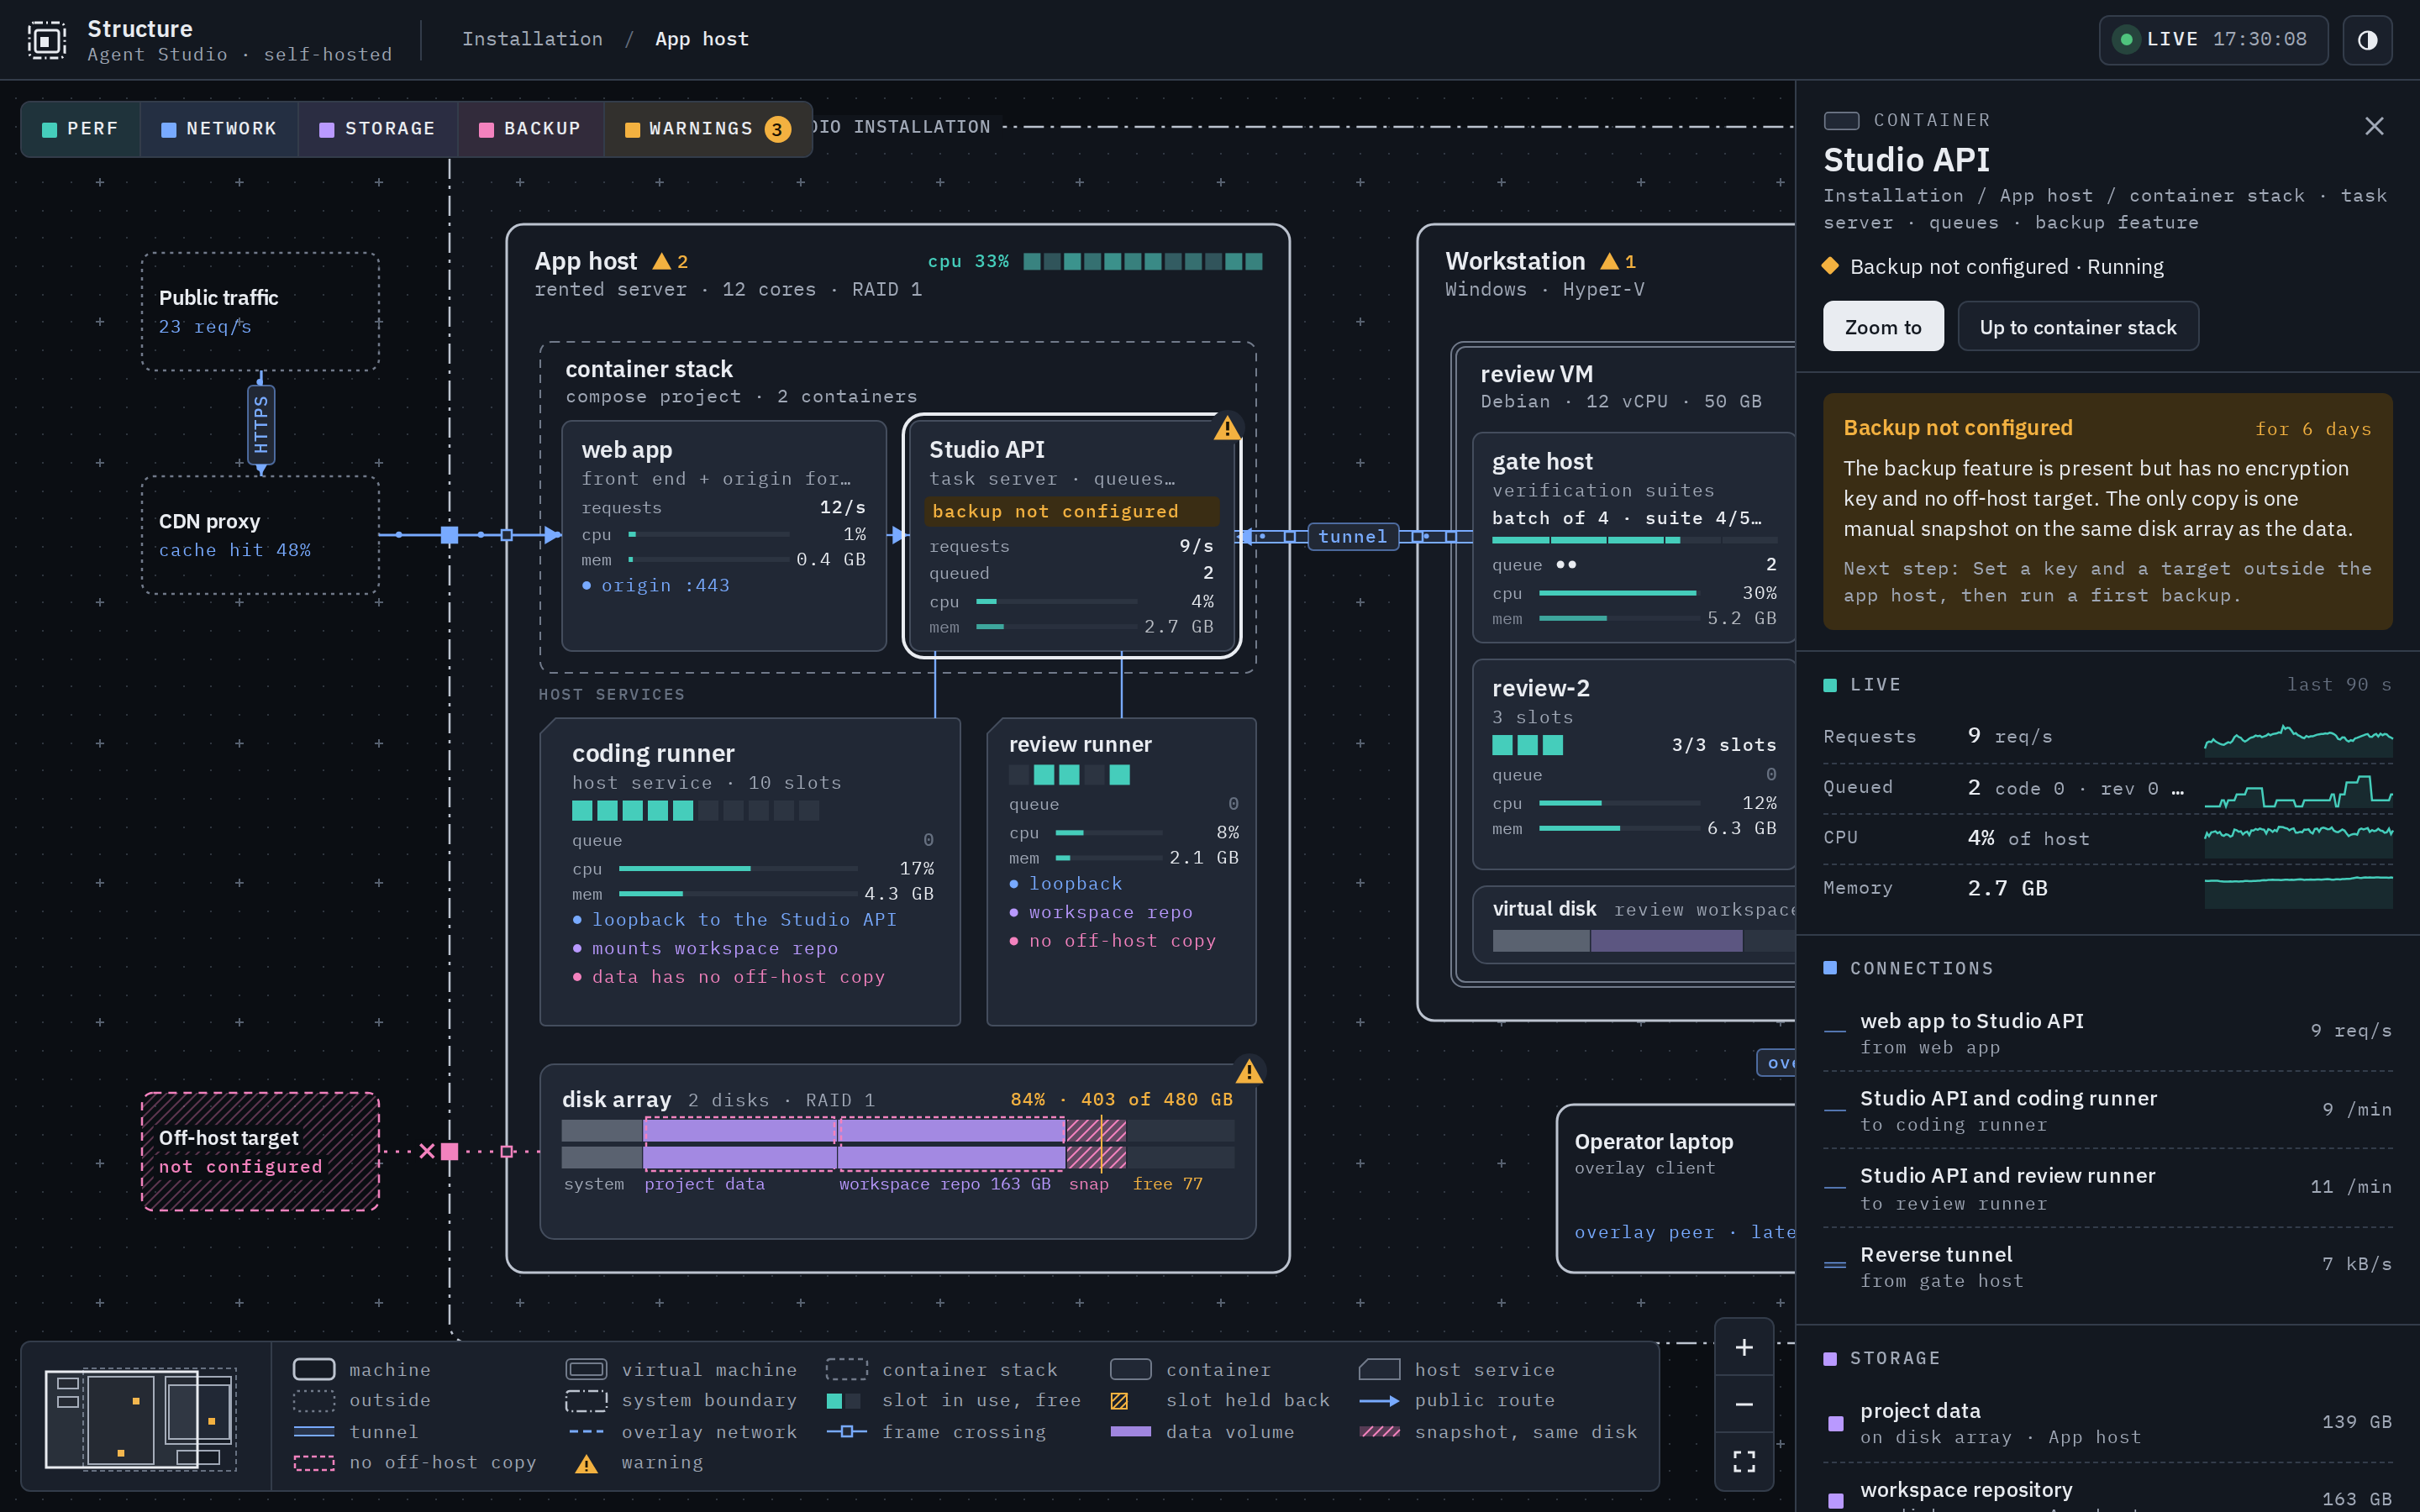 Structure
Agent Studio · self-hosted
Installation / App host
LIVE 17:30:08
PERF
NETWORK
STORAGE
BACKUP
WARNINGS 3
INSTALLATION
Public traffic
23 req/s
HTTPS
CDN proxy
cache hit 48%
Off-host target
not configured
App host 2
cpu 33%
rented server · 12 cores · RAID 1
container stack
compose project · 2 containers
web app
front end + origin for…
requests 12/s
cpu 1%
mem 0.4 GB
origin :443
Studio API
task server · queues…
backup not configured
requests 9/s
queued 2
cpu 4%
mem 2.7 GB
tunnel
HOST SERVICES
coding runner
host service · 10 slots
queue 0
cpu 17%
mem 4.3 GB
loopback to the Studio API
mounts workspace repo
data has no off-host copy
review runner
queue 0
cpu 8%
mem 2.1 GB
loopback
workspace repo
no off-host copy
disk array 2 disks · RAID 1
84% · 403 of 480 GB
system project data workspace repo 163 GB snap free 77
Workstation 1
Windows · Hyper-V
review VM
Debian · 12 vCPU · 50 GB
gate host
verification suites
batch of 4 · suite 4/5…
queue 2
cpu 30%
mem 5.2 GB
review-2
3 slots
3/3 slots
queue 0
cpu 12%
mem 6.3 GB
virtual disk review workspace
Operator laptop
overlay client
overlay peer ·
machine
virtual machine
container stack
container
host service
outside
system boundary
slot in use, free
slot held back
public route
tunnel
overlay network
frame crossing
data volume
snapshot, same disk
no off-host copy
warning
CONTAINER
Studio API
Installation / App host / container stack · task
server · queues · backup feature
Backup not configured · Running
Zoom to
Up to container stack
Backup not configured for 6 days
The backup feature is present but has no encryption
key and no off-host target. The only copy is one
manual snapshot on the same disk array as the data.
Next step: Set a key and a target outside the
app host, then run a first backup.
LIVE last 90 s
Requests 9 req/s
Queued 2 code 0 · rev 0 …
CPU 4% of host
Memory 2.7 GB
CONNECTIONS
web app to Studio API
from web app
9 req/s
Studio API and coding runner
to coding runner
9 /min
Studio API and review runner
to review runner
11 /min
Reverse tunnel
from gate host
7 kB/s
STORAGE
project data
on disk array · App host
139 GB
workspace repository
163 GB